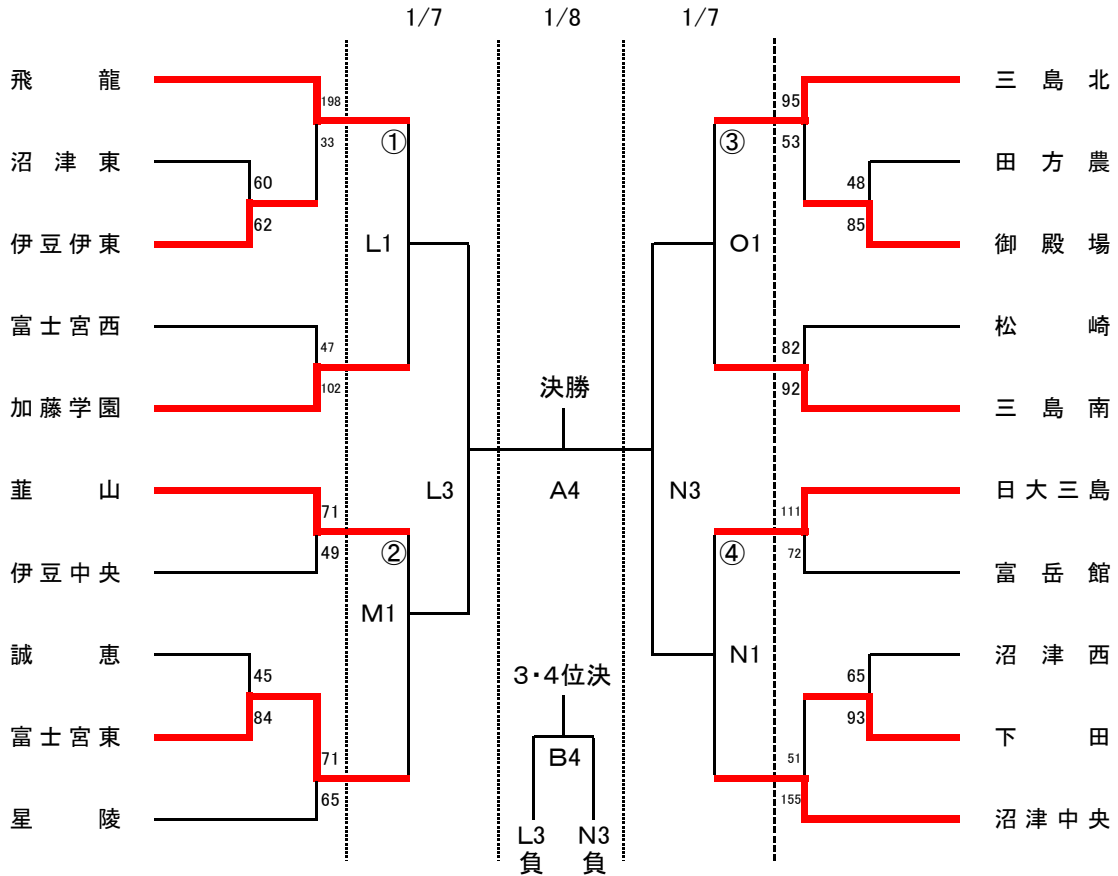 1/7 1/8 1/7
飛龍 198 95 三島北
33 ① ③ 53
沼津東 60 48 田方農
62 85
伊豆伊東 L1 O1 御殿場
富士宮西 47 82 松崎
102 決勝 92
加藤学園 三島南
韮山 71 L3 A4 N3 111 日大三島
49 ② ④ 72
伊豆中央 富岳館
M1
誠恵 45 N1 65 沼津西
3・4位決
84 93
富士宮東 71 B4 51 下田
65 155
星陵 L3 N3 沼津中央
負 負